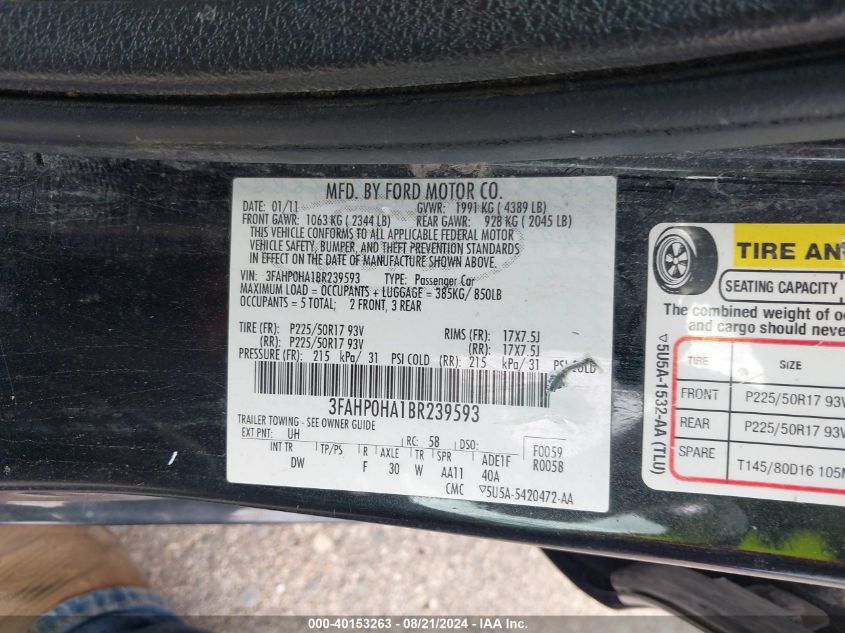 MFD. BY FORD MOTOR CO.
DATE: 01/11 GVWR: 1991 KG ( 4389 LB)
FRONT GAWR: 1063 KG ( 2344 LB) REAR GAWR: 928 KG ( 2045 LB)
THIS VEHICLE CONFORMS TO ALL APPLICABLE FEDERAL MOTOR
VEHICLE SAFETY, BUMPER, AND THEFT PREVENTION STANDARDS
IN EFFECT ON THE DATE OF MANUFACTURE SHOWN ABOVE.
VIN: 3FAHP0HA1BR239593 TYPE: Passenger Car
MAXIMUM LOAD = OCCUPANTS + LUGGAGE = 385KG/ 850LB
OCCUPANTS = 5 TOTAL; 2 FRONT, 3 REAR
TIRE (FR): P225/50R17 93V RIMS (FR): 17X7.5J
(RR): P225/50R17 93V (RR): 17X7.5J
PRESSURE (FR): 215 kPa/ 31 PSI COLD (RR): 215 kPa/ 31 PSI COLD
3FAHP0HA1BR239593
TRAILER TOWING - SEE OWNER GUIDE
EXT PNT: UH RC: 58 DSO: F0059
R0058
INT TR TP/PS R AXLE TR SPR ADE1F
DW F 30 W AA11 40A
CMC ▽5U5A-5420472-AA
TIRE AN
SEATING CAPACITY
The combined weight of oc
and cargo should neve
TIRE SIZE
FRONT P225/50R17 93V
REAR P225/50R17 93V
SPARE T145/80D16 105M
▽5U5A-1532-AA (TLU)
3000-40153263 - 08/21/2024 - IAA Inc.